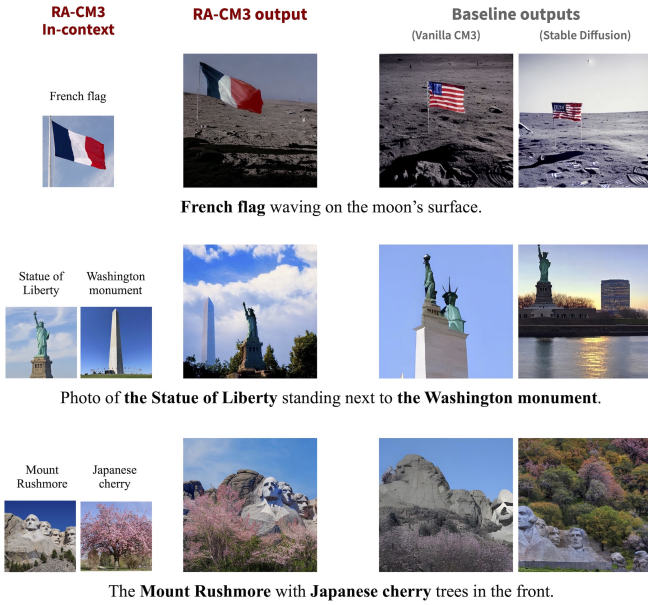 RA-CM3
In-context
RA-CM3 output
Baseline outputs
(Vanilla CM3)
(Stable Diffusion)
French flag
French flag waving on the moon’s surface.
Statue of
Liberty
Washington
monument
Photo of the Statue of Liberty standing next to the Washington monument.
Mount
Rushmore
Japanese
cherry
The Mount Rushmore with Japanese cherry trees in the front.